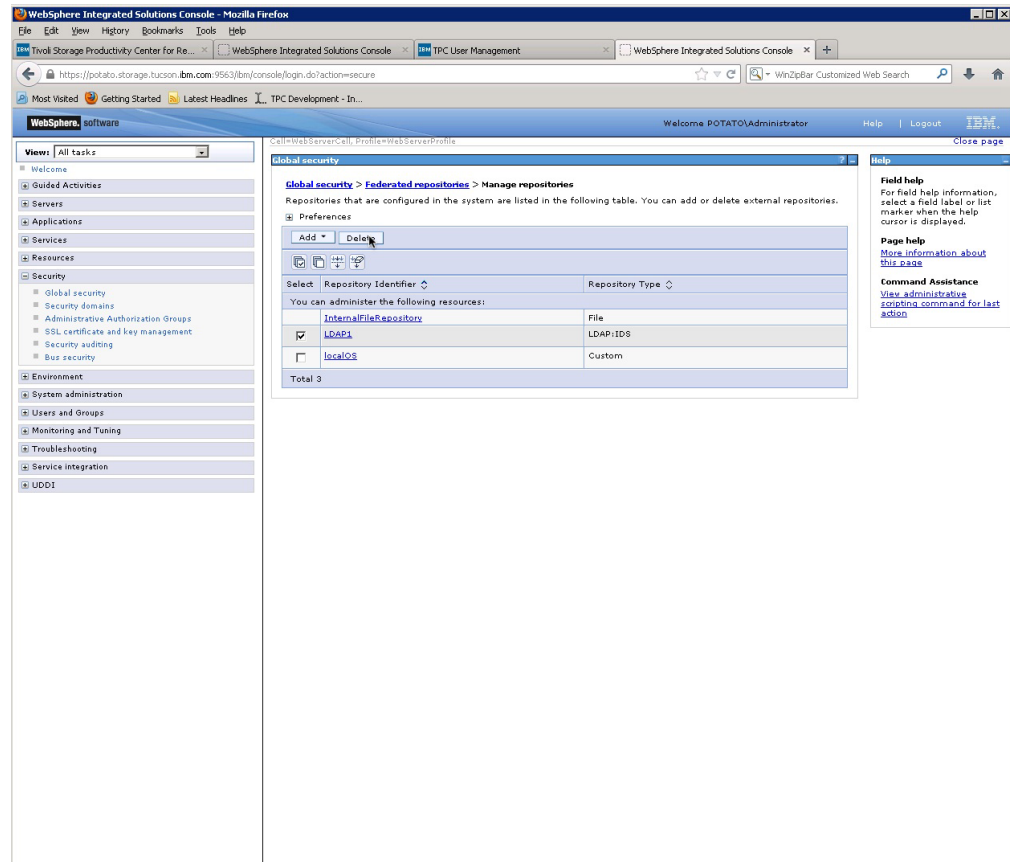 WebSphere Integrated Solutions Console - Mozilla Firefox
File Edit View History Bookmarks Tools Help
IBM Tivoli Storage Productivity Center for Re... × WebSphere Integrated Solutions Console × IBM TPC User Management × WebSphere Integrated Solutions Console × +
https://potato.storage.tucson.ibm.com:9563/ibm/console/login.do?action=secure WinZipBar Customized Web Search
Most Visited Getting Started Latest Headlines TPC Development - In...
WebSphere. software Welcome POTATO\Administrator Help | Logout IBM.
Cell=WebServerCell, Profile=WebServerProfile Close page
View: All tasks
Welcome
Guided Activities
Servers
Applications
Services
Resources
Security
Global security
Security domains
Administrative Authorization Groups
SSL certificate and key management
Security auditing
Bus security
Environment
System administration
Users and Groups
Monitoring and Tuning
Troubleshooting
Service integration
UDDI
Global security ? –
Global security > Federated repositories > Manage repositories
Repositories that are configured in the system are listed in the following table. You can add or delete external repositories.
Preferences
Add Delete
Select Repository Identifier Repository Type
You can administer the following resources:
InternalFileRepository File
LDAP1 LDAP:IDS
localOS Custom
Total 3
Help –
Field help
For field help information,
select a field label or list
marker when the help
cursor is displayed.
Page help
More information about
this page
Command Assistance
View administrative
scripting command for last
action